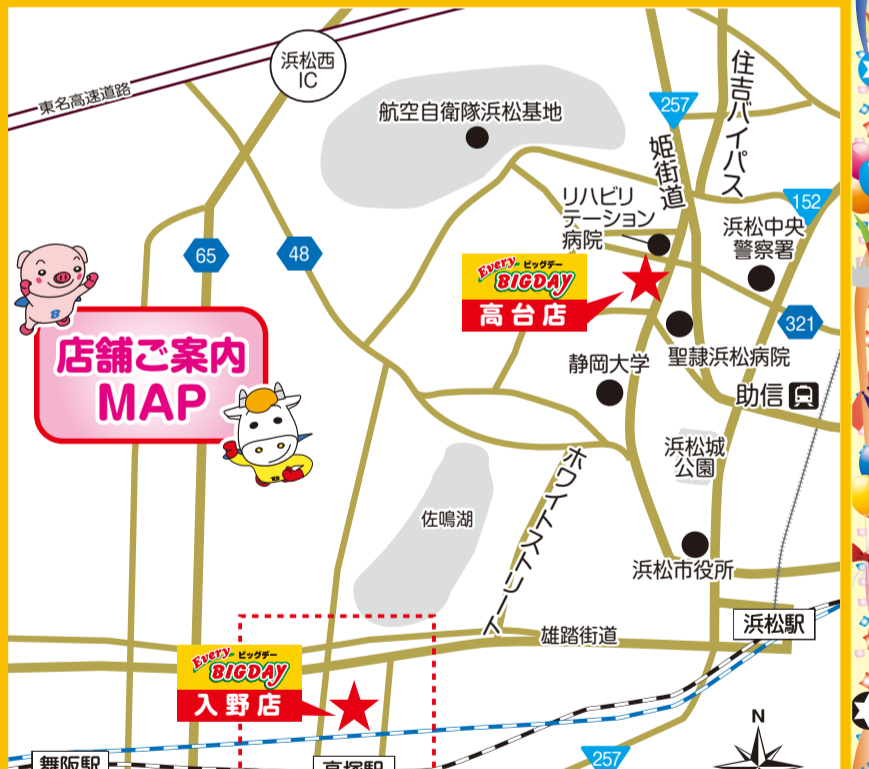 浜松西
IC
東名高速道路
航空自衛隊浜松基地
257
住吉バイパス
姫街道
リハビリ
テーション
病院
152
浜松中央
警察署
65
48
Every ビッグデー
BIGDAY
高台店
321
店舗ご案内
MAP
静岡大学
聖隷浜松病院
助信
浜松城
公園
ホワイトストリート
佐鳴湖
浜松市役所
浜松駅
雄踏街道
Every ビッグデー
BIGDAY
入野店
N
257
舞阪駅
高塚駅